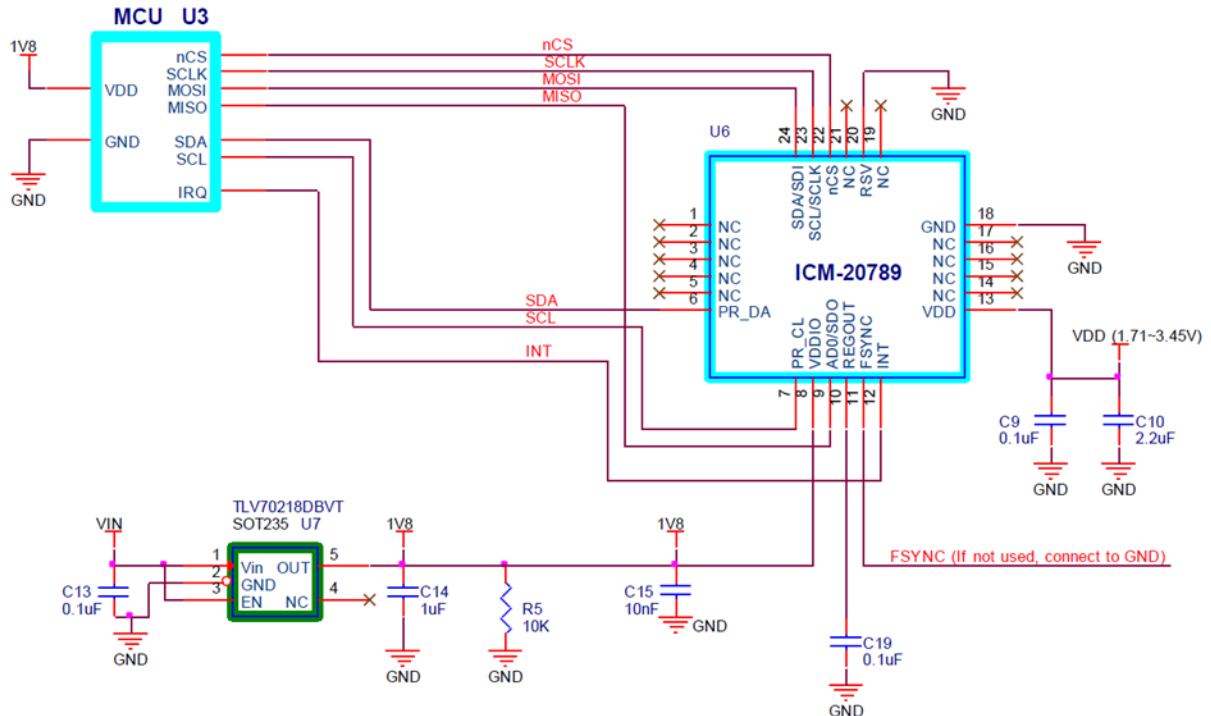 MCU U3
1V8
VDD
GND
GND
nCS
SCLK
MOSI
MISO
SDA
SCL
IRQ
nCS
SCLK
MOSI
MISO
SDA
SCL
INT
GND
U6
24
23
22
21
20
19
SDA/SDI
SCL/SCLK
nCS
NC
RSV
NC
1 NC
2 NC
3 NC
4 NC
5 NC
6 PR_DA
ICM-20789
GND 18
NC 17
NC 16
NC 15
NC 14
VDD 13
GND
PR_CL
VDDIO
AD0/SDO
REGOUT
FSYNC
INT
7
8
9
10
11
12
VDD (1.71~3.45V)
C9
0.1uF
GND
C10
2.2uF
GND
TLV70218DBVT
SOT235 U7
VIN
1 Vin
2 GND
3 EN
OUT 5
NC 4
C13
0.1uF
GND
1V8
C14
1uF
GND
R5
10K
GND
1V8
C15
10nF
GND
FSYNC (If not used, connect to GND)
C19
0.1uF
GND